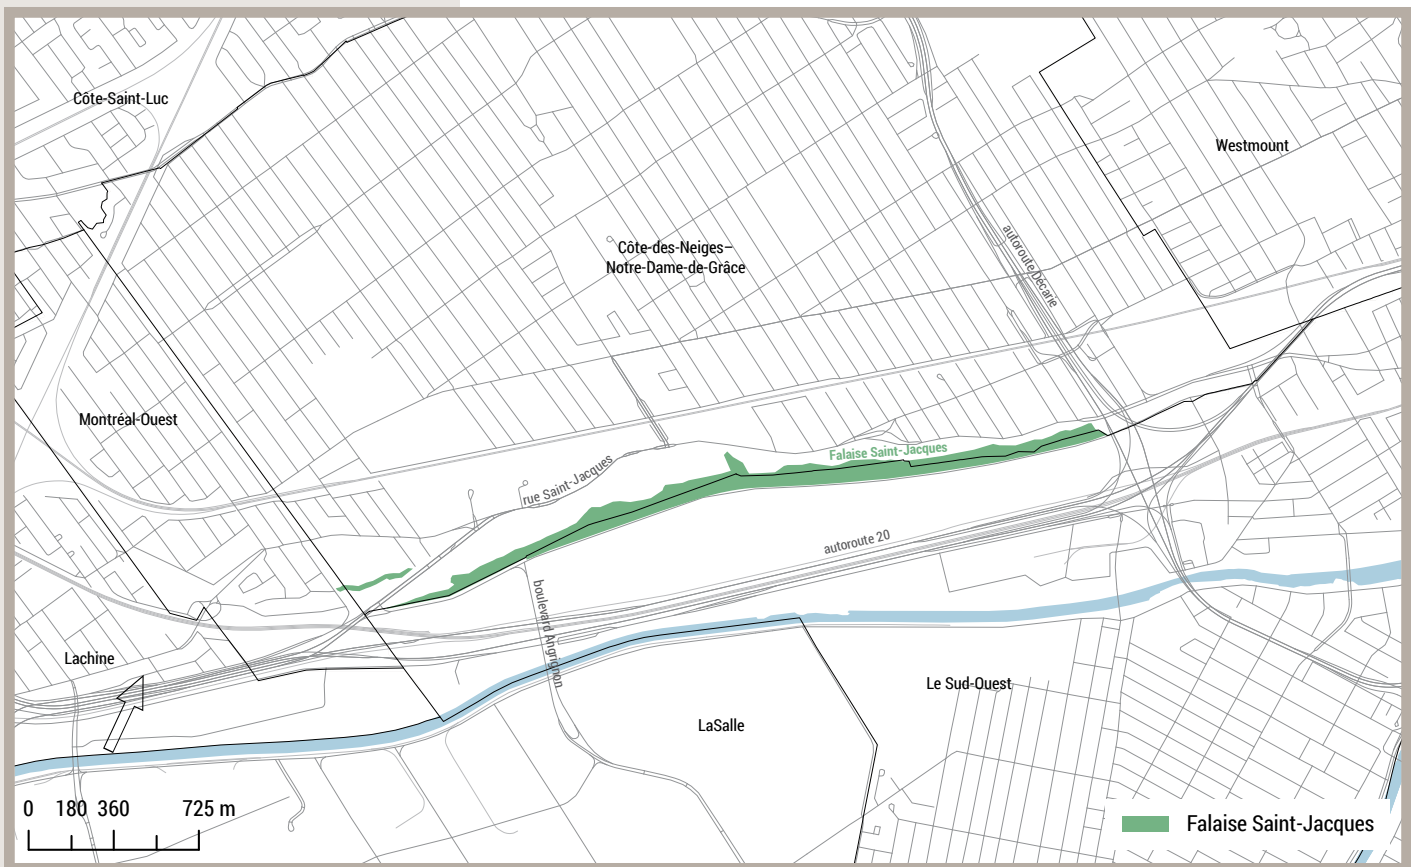 Côte-Saint-Luc
Westmount
Côte-des-Neiges–
Notre-Dame-de-Grâce
autoroute Décarie
Montréal-Ouest
Falaise Saint-Jacques
rue Saint-Jacques
autoroute 20
boulevard Angrignon
Lachine
Le Sud-Ouest
LaSalle
0 180 360 725 m
Falaise Saint-Jacques